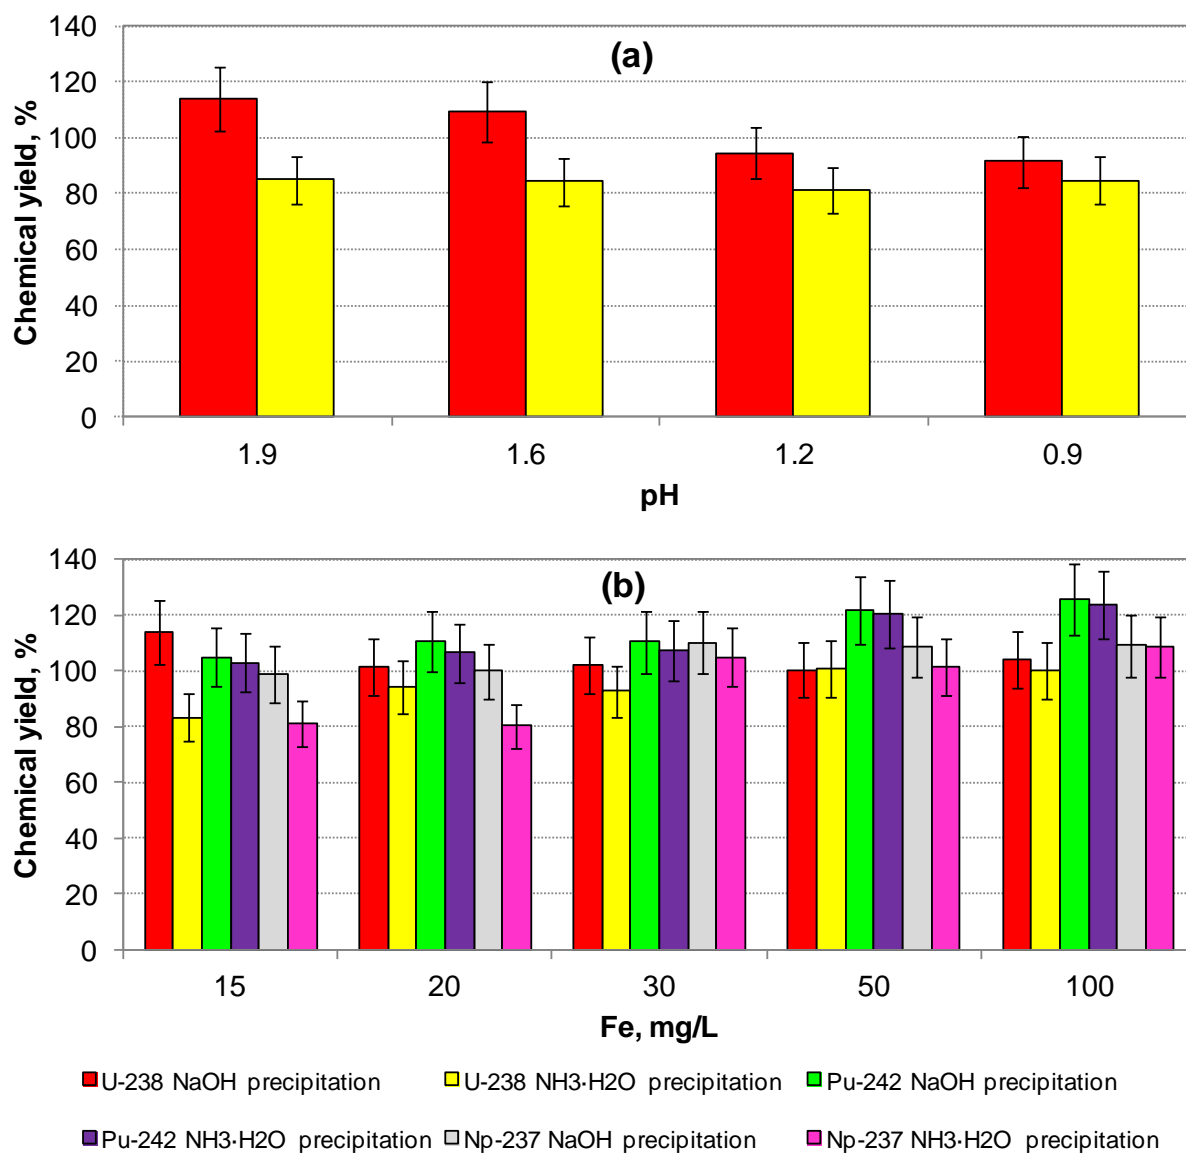 (a)
Chemical yield, %
140
120
100
80
60
40
20
0
1.9 1.6 1.2 0.9
pH
(b)
Chemical yield, %
140
120
100
80
60
40
20
0
15 20 30 50 100
Fe, mg/L
U-238 NaOH precipitation U-238 NH3·H2O precipitation Pu-242 NaOH precipitation
Pu-242 NH3·H2O precipitation Np-237 NaOH precipitation Np-237 NH3·H2O precipitation